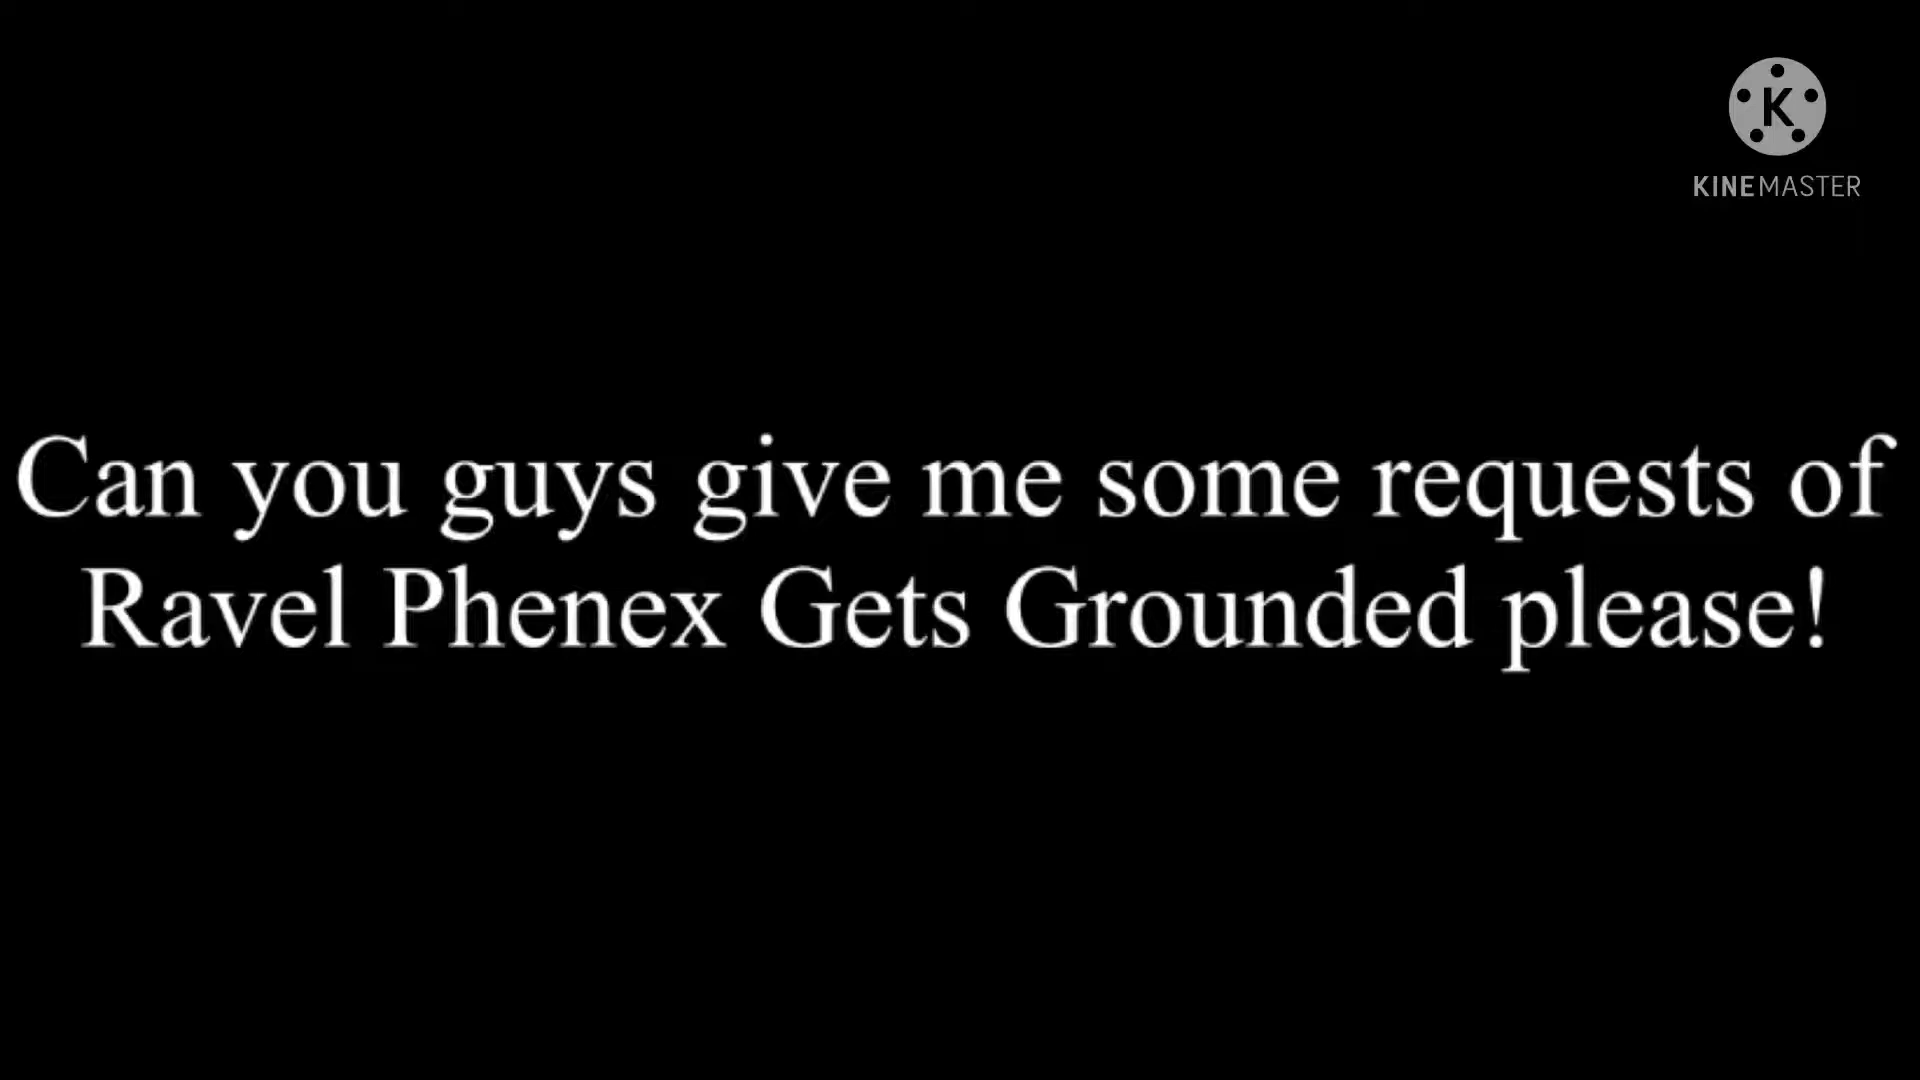 K
KINEMASTER
Can you guys give me some requests of
Ravel Phenex Gets Grounded please!